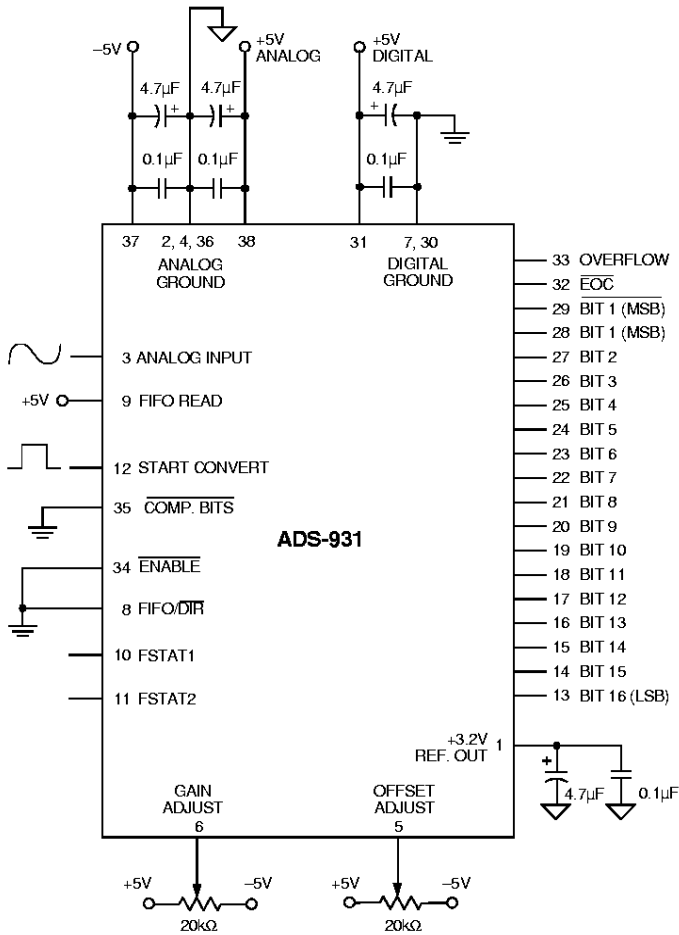 –5V
+5V
ANALOG
+5V
DIGITAL
4.7µF
+
4.7µF
+
4.7µF
+
0.1µF
0.1µF
0.1µF
37
2, 4, 36
38
31
7, 30
ANALOG
GROUND
DIGITAL
GROUND
33 OVERFLOW
32 EOC
29 BIT 1 (MSB)
28 BIT 1 (MSB)
27 BIT 2
26 BIT 3
25 BIT 4
24 BIT 5
23 BIT 6
22 BIT 7
21 BIT 8
20 BIT 9
19 BIT 10
18 BIT 11
17 BIT 12
16 BIT 13
15 BIT 14
14 BIT 15
13 BIT 16 (LSB)
3 ANALOG INPUT
+5V
9 FIFO READ
12 START CONVERT
35 COMP. BITS
ADS-931
34 ENABLE
8 FIFO/DIR
10 FSTAT1
11 FSTAT2
+3.2V
REF. OUT
1
+
4.7µF
0.1µF
GAIN
ADJUST
6
OFFSET
ADJUST
5
+5V
–5V
20kΩ
+5V
–5V
20kΩ